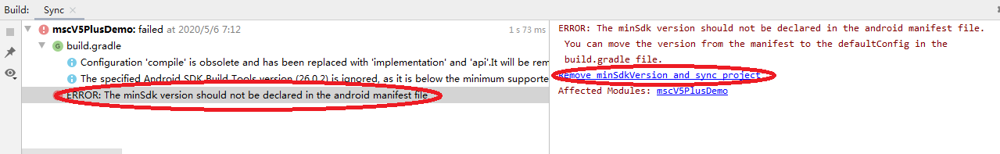 Build: Sync ×
mscV5PlusDemo: failed at 2020/5/6 7:12 1 s 73 ms
build.gradle
Configuration 'compile' is obsolete and has been replaced with 'implementation' and 'api'.It will be rem
The specified Android SDK Build Tools version (26.0.2) is ignored, as it is below the minimum supporte
ERROR: The minSdk version should not be declared in the android manifest file
ERROR: The minSdk version should not be declared in the android manifest file.
You can move the version from the manifest to the defaultConfig in the
build.gradle file.
Remove minSdkVersion and sync project
Affected Modules: mscV5PlusDemo